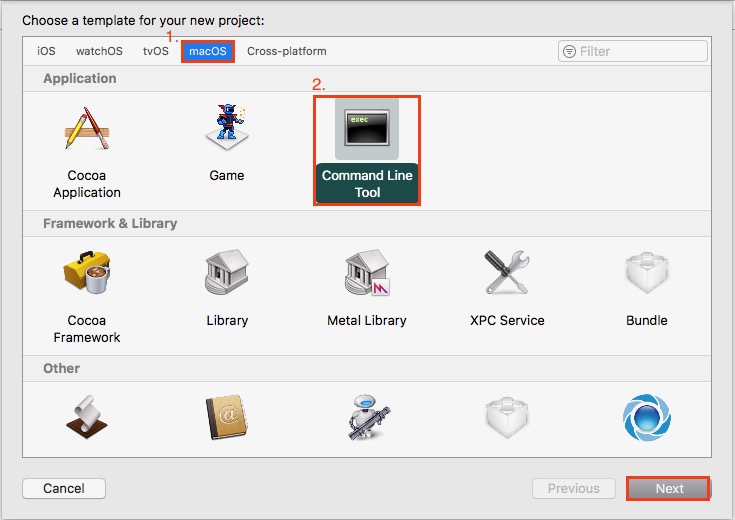 Choose a template for your new project:
1.
iOS watchOS tvOS macOS Cross-platform Filter
Application
2.
exec
Cocoa Application
Game
Command Line Tool
Framework & Library
Cocoa Framework
Library
Metal Library
XPC Service
Bundle
Other
@
Cancel Previous Next